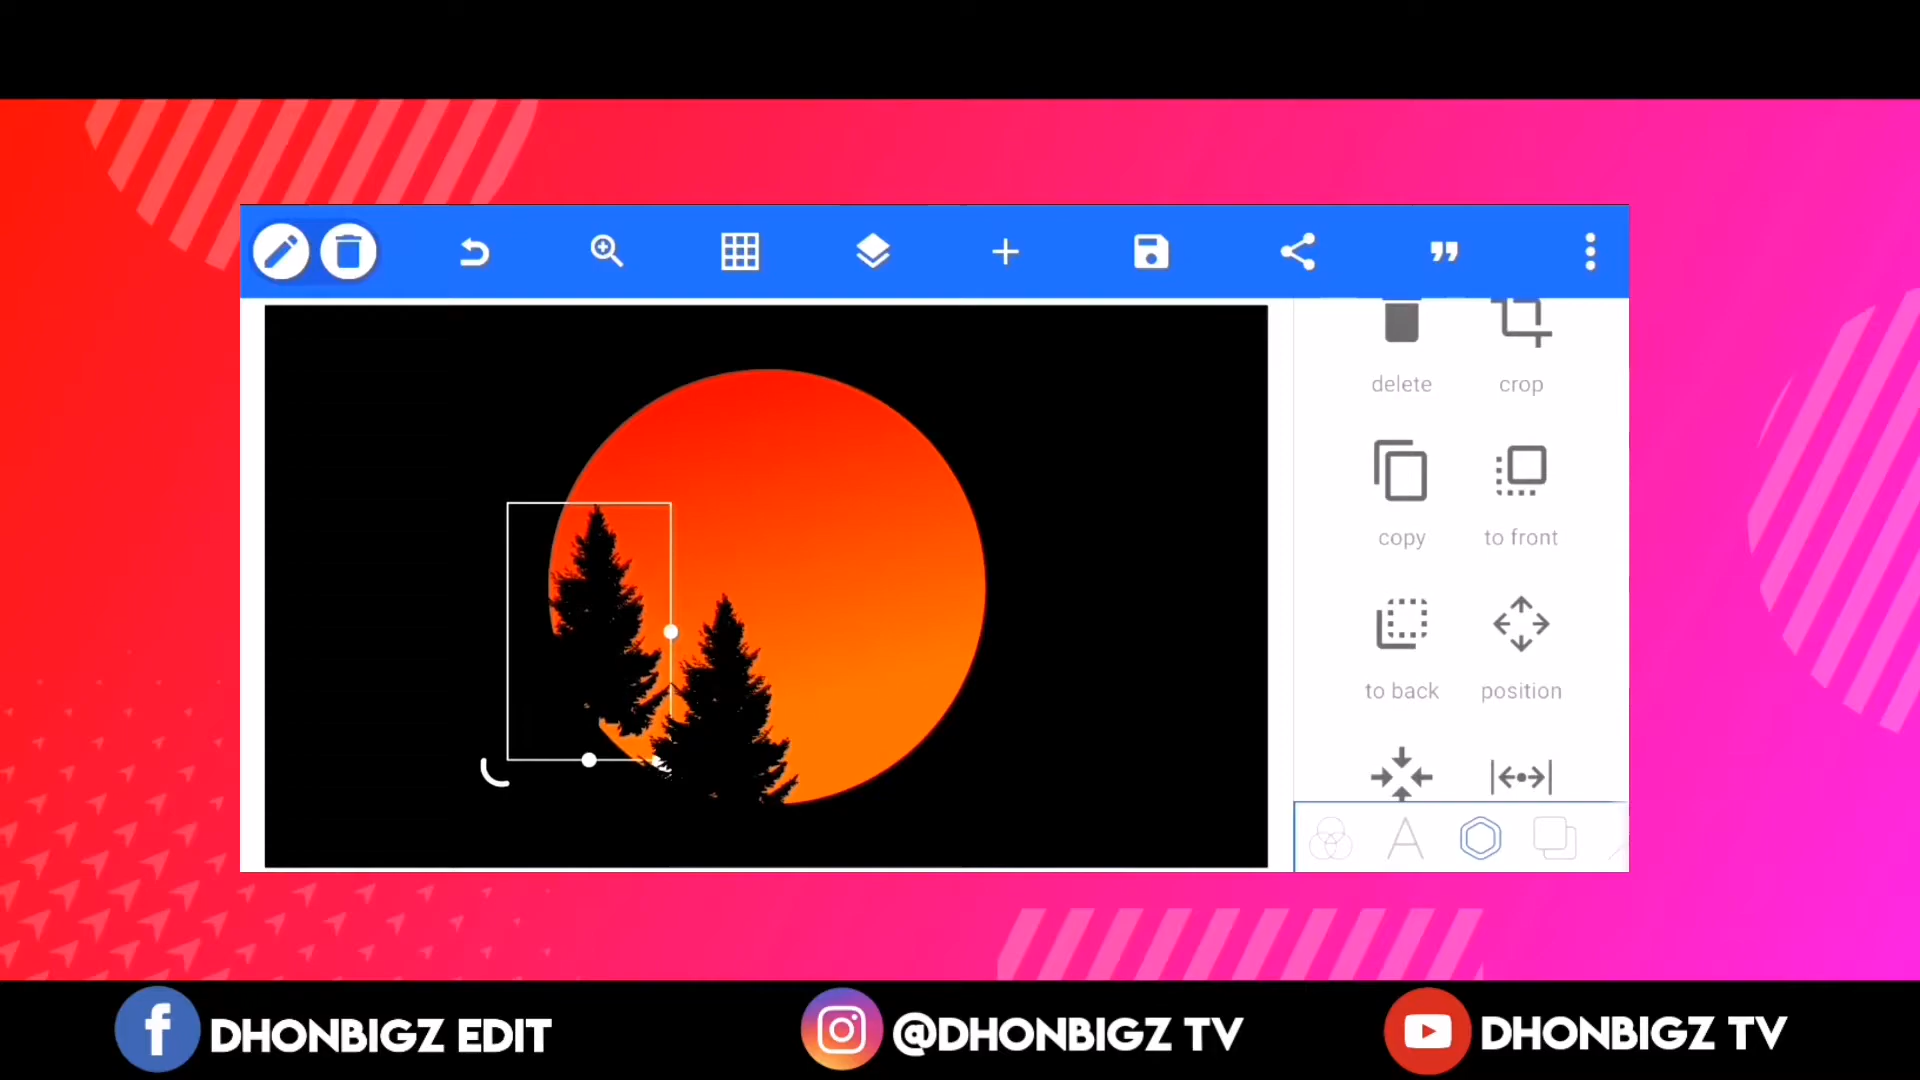 delete
crop
copy
to front
to back
position
DHONBIGZ EDIT
@DHONBIGZ TV
DHONBIGZ TV